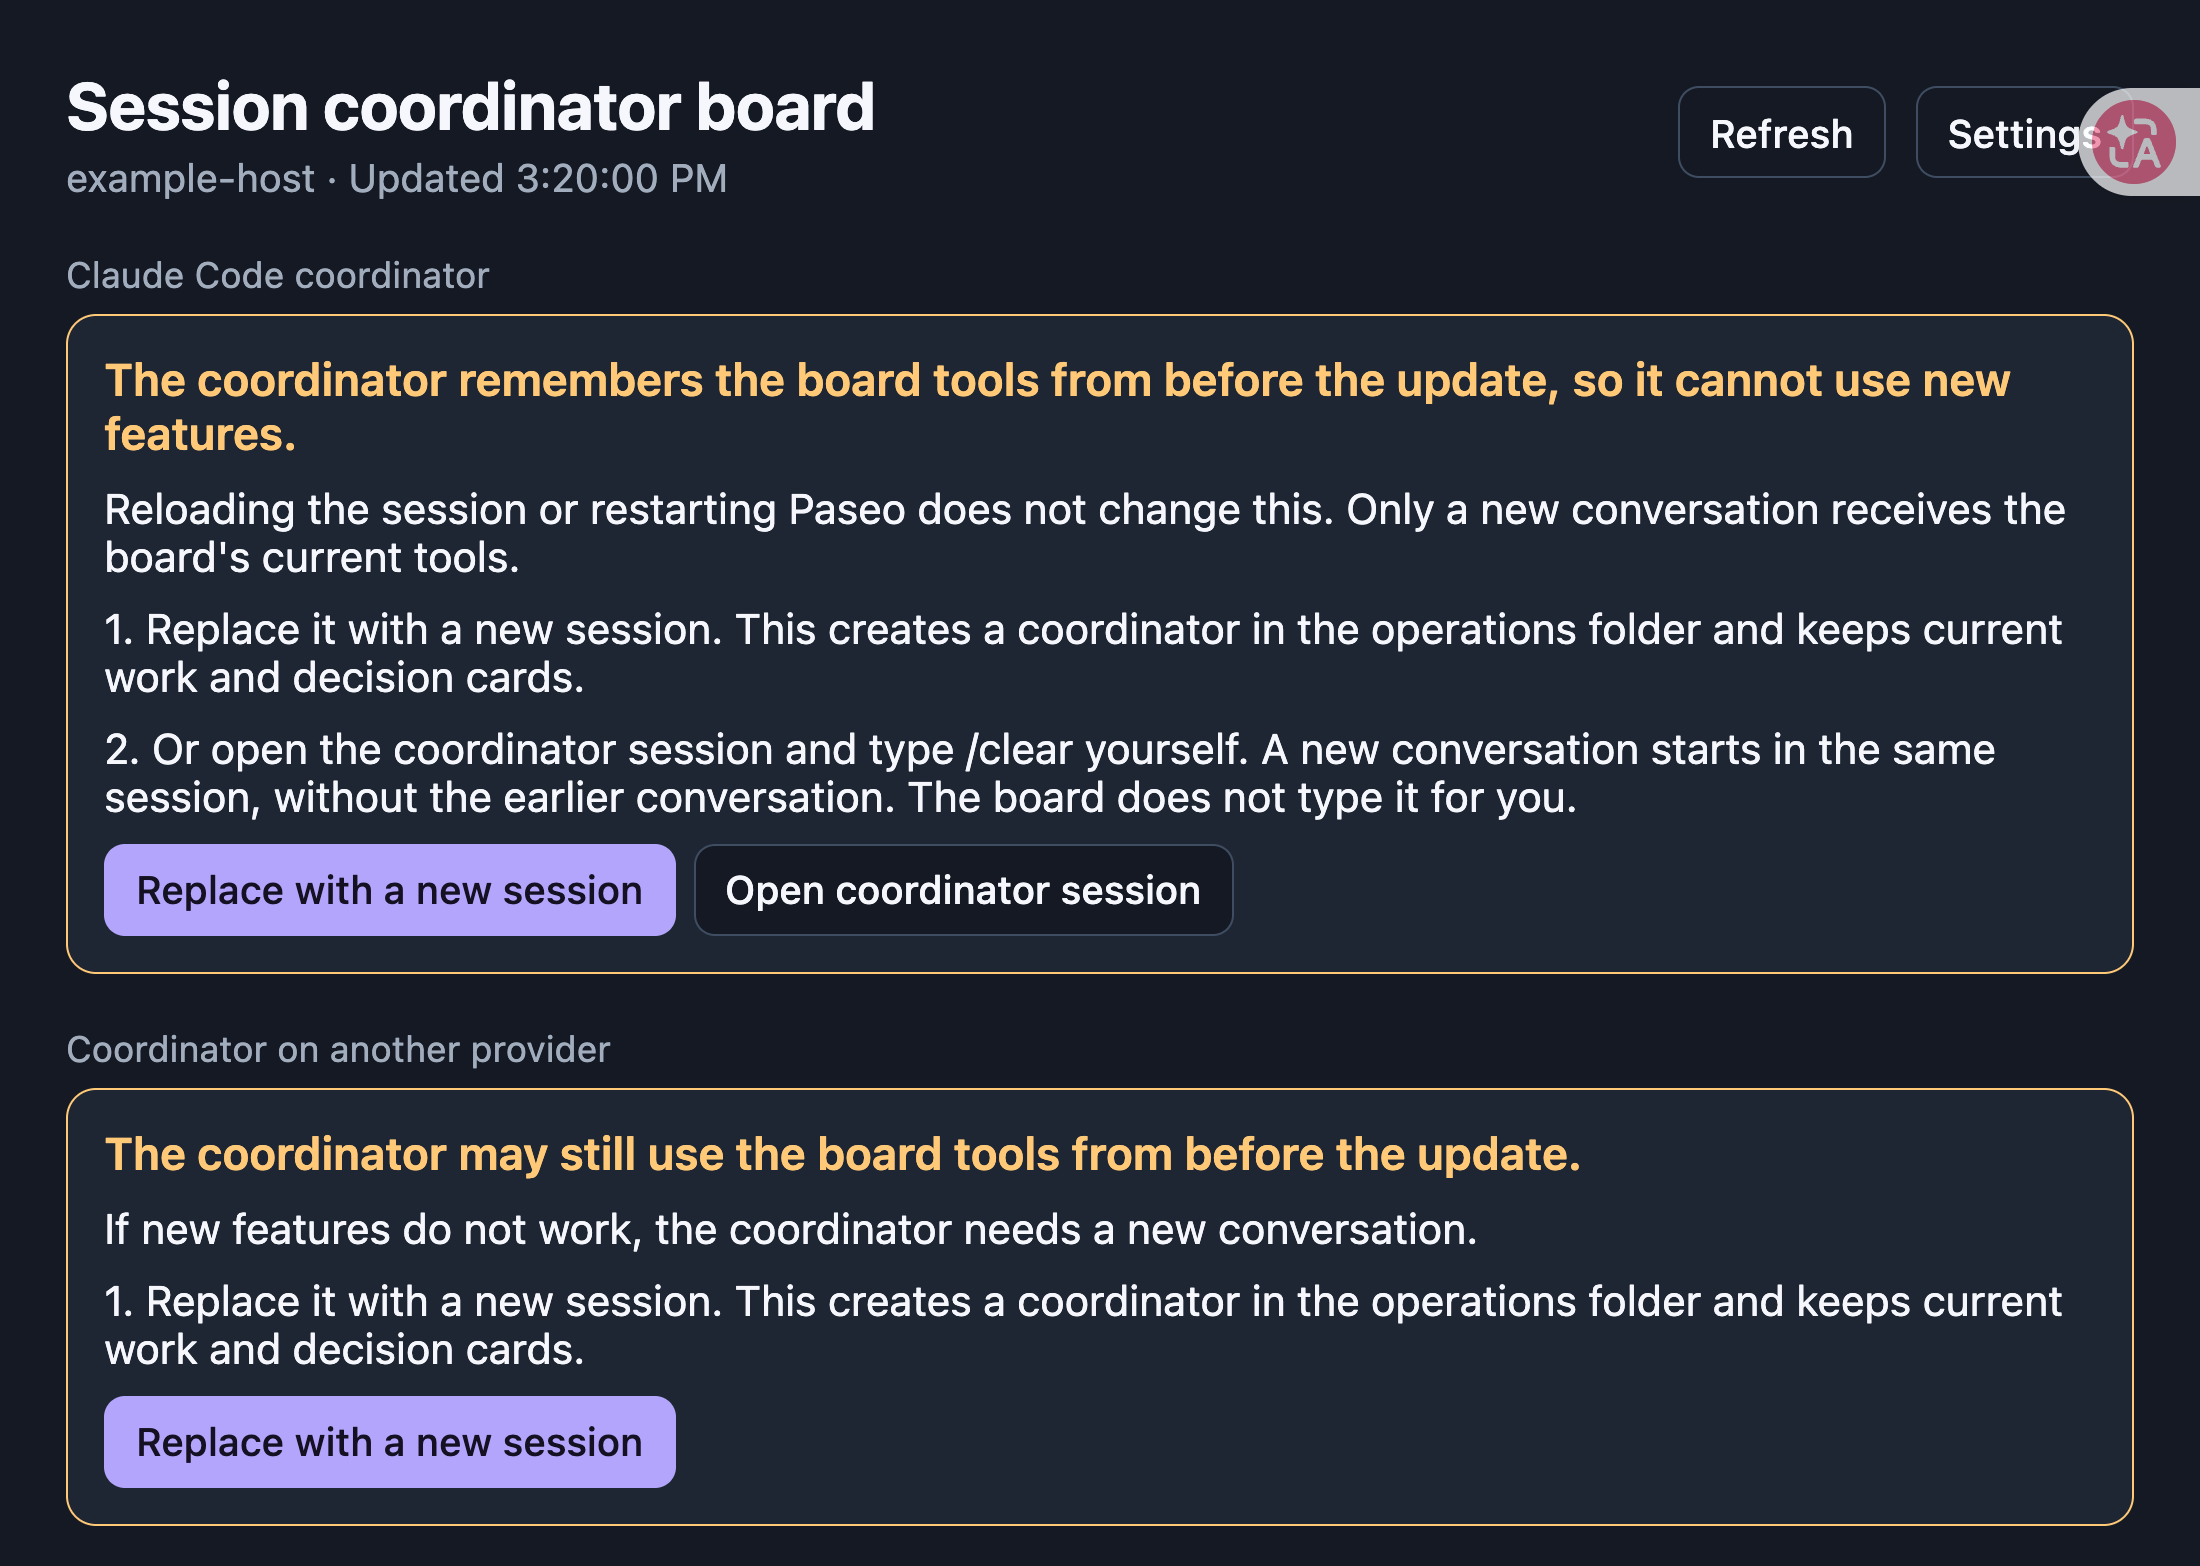 Session coordinator board
Refresh
Settings
example-host · Updated 3:20:00 PM
Claude Code coordinator
The coordinator remembers the board tools from before the update, so it cannot use new
features.
Reloading the session or restarting Paseo does not change this. Only a new conversation receives the
board's current tools.
1. Replace it with a new session. This creates a coordinator in the operations folder and keeps current
work and decision cards.
2. Or open the coordinator session and type /clear yourself. A new conversation starts in the same
session, without the earlier conversation. The board does not type it for you.
Replace with a new session
Open coordinator session
Coordinator on another provider
The coordinator may still use the board tools from before the update.
If new features do not work, the coordinator needs a new conversation.
1. Replace it with a new session. This creates a coordinator in the operations folder and keeps current
work and decision cards.
Replace with a new session